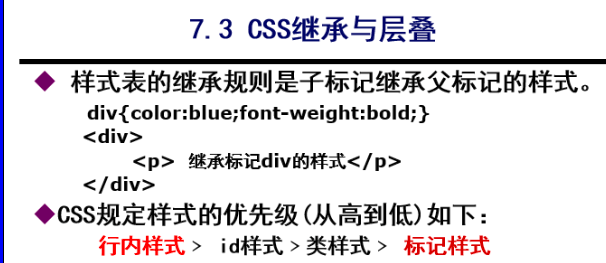 7.3 CSS继承与层叠
◆ 样式表的继承规则是子标记继承父标记的样式。
div{color:blue;font-weight:bold;}
<div>
<p> 继承标记div的样式</p>
</div>
◆CSS规定样式的优先级(从高到低)如下：
行内样式 > id样式 > 类样式 > 标记样式